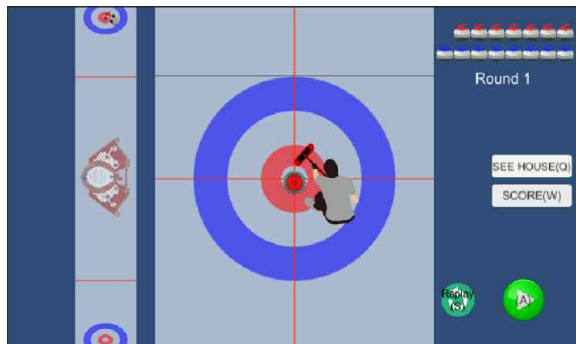 Round 1
SEE HOUSE(Q)
SCORE(W)
Replay
(S)
(A)